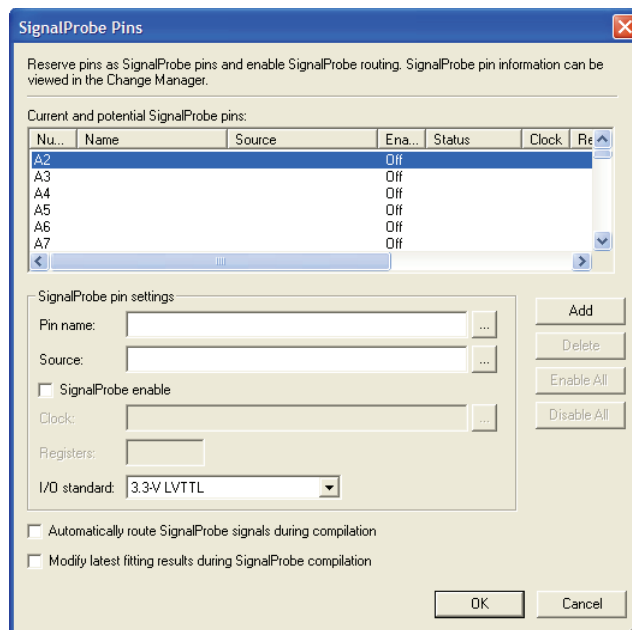 SignalProbe Pins
Reserve pins as SignalProbe pins and enable SignalProbe routing. SignalProbe pin information can be
viewed in the Change Manager.
Current and potential SignalProbe pins:
Nu... Name Source Ena... Status Clock Re
A2 Off
A3 Off
A4 Off
A5 Off
A6 Off
A7 Off
SignalProbe pin settings
Pin name: ...
Source: ...
SignalProbe enable
Clock: ...
Registers:
I/O standard: 3.3-V LVTTL
Add
Delete
Enable All
Disable All
Automatically route SignalProbe signals during compilation
Modify latest fitting results during SignalProbe compilation
OK Cancel